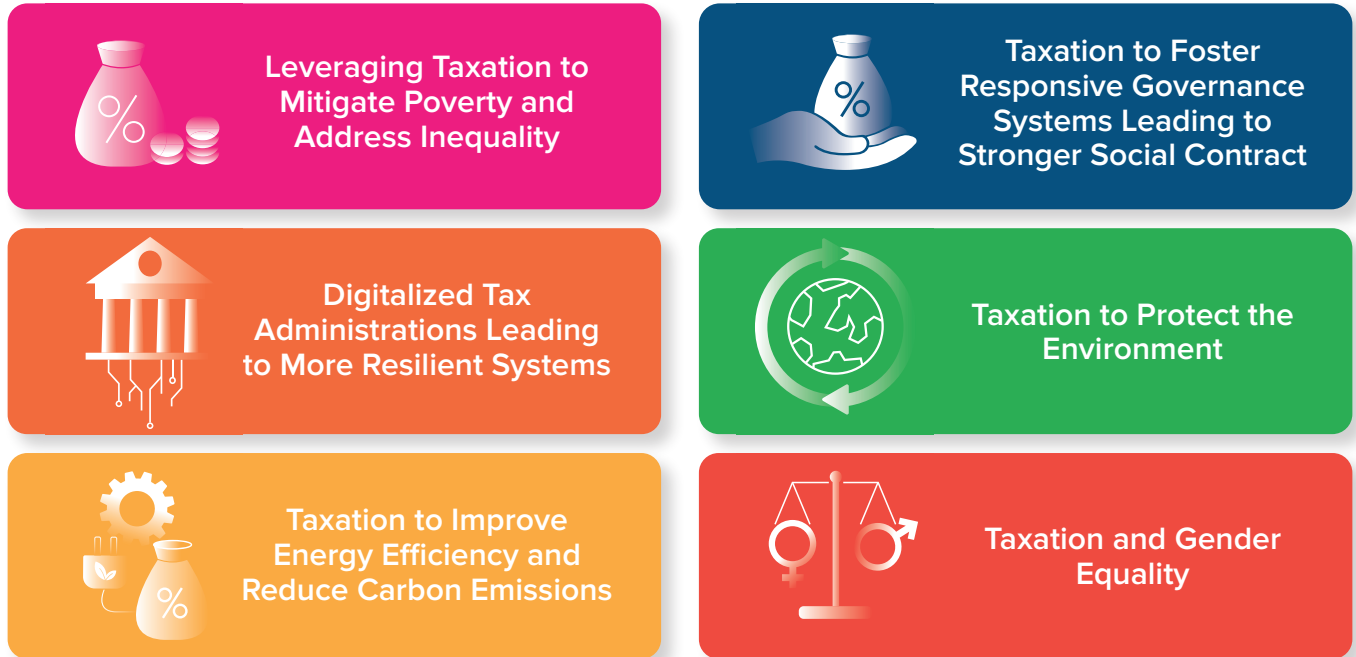 Leveraging Taxation to
Mitigate Poverty and
Address Inequality
Taxation to Foster
Responsive Governance
Systems Leading to
Stronger Social Contract
Digitalized Tax
Administrations Leading
to More Resilient Systems
Taxation to Protect the
Environment
Taxation to Improve
Energy Efficiency and
Reduce Carbon Emissions
Taxation and Gender
Equality